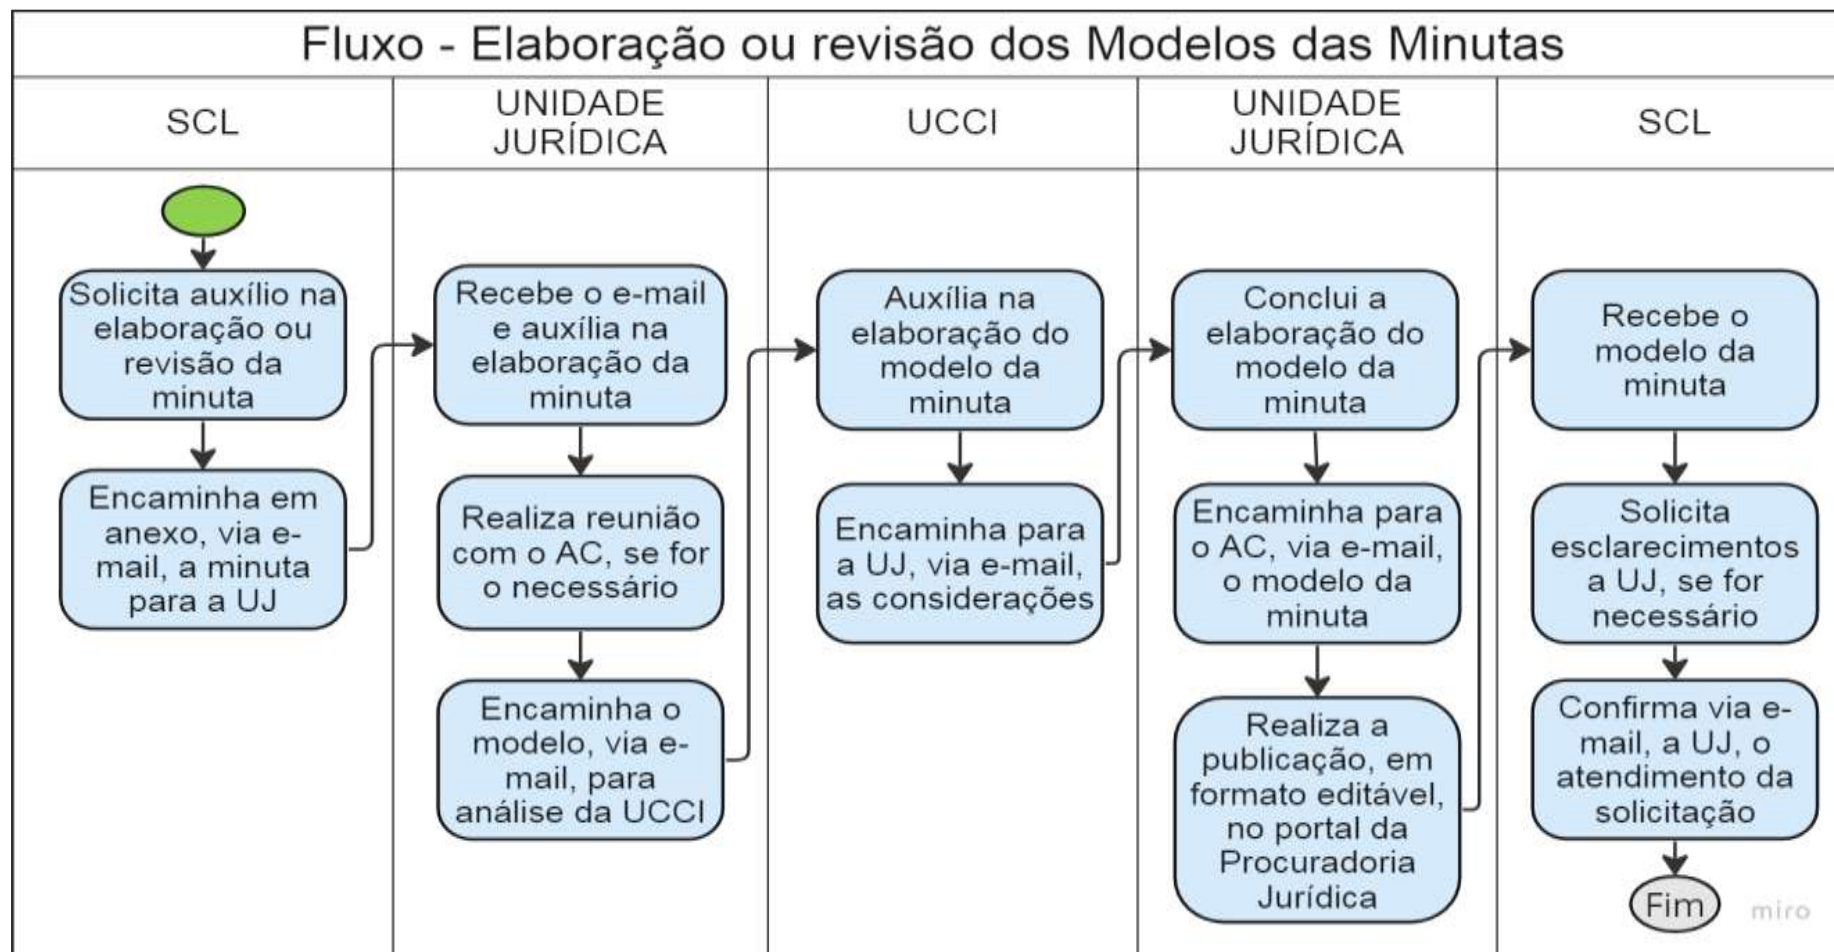 Fluxo - Elaboração ou revisão dos Modelos das Minutas
SCL
UNIDADE
JURÍDICA
UCCI
UNIDADE
JURÍDICA
SCL
Solicita auxílio na
elaboração ou
revisão da
minuta
Encaminha em
anexo, via e-
mail, a minuta
para a UJ
Recebe o e-mail
e auxília na
elaboração da
minuta
Realiza reunião
com o AC, se for
o necessário
Encaminha o
modelo, via e-
mail, para
análise da UCCI
Auxília na
elaboração do
modelo da
minuta
Encaminha para
a UJ, via e-mail,
as considerações
Conclui a
elaboração do
modelo da
minuta
Encaminha para
o AC, via e-mail,
o modelo da
minuta
Realiza a
publicação, em
formato editável,
no portal da
Procuradoria
Jurídica
Recebe o
modelo da
minuta
Solicita
esclarecimentos
a UJ, se for
necessário
Confirma via e-
mail, a UJ, o
atendimento da
solicitação
Fim
miro